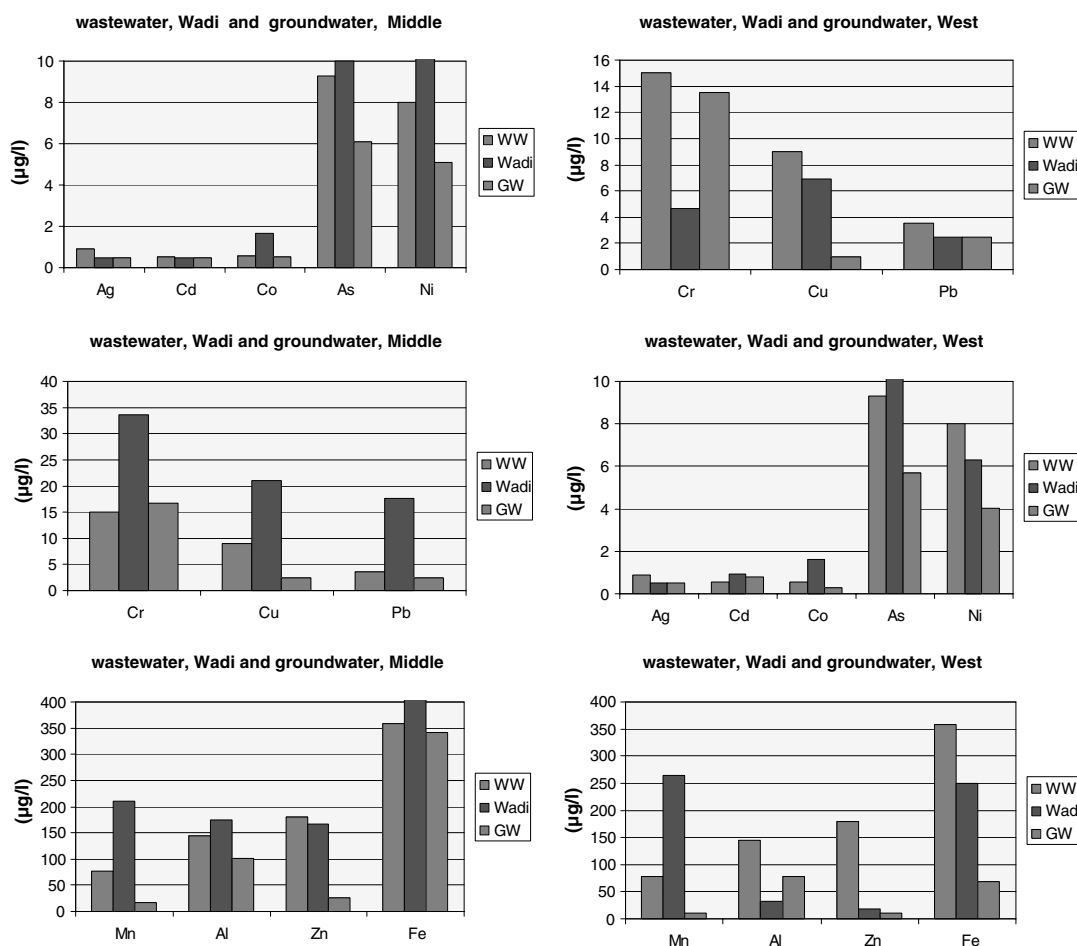 wastewater, Wadi and groundwater, Middle
10
8
6
4
2
0
(µg/l)
Ag Cd Co As Ni
WW
Wadi
GW
wastewater, Wadi and groundwater, West
16
14
12
10
8
6
4
2
0
(µg/l)
Cr Cu Pb
WW
Wadi
GW
wastewater, Wadi and groundwater, Middle
40
35
30
25
20
15
10
5
0
(µg/l)
Cr Cu Pb
WW
Wadi
GW
wastewater, Wadi and groundwater, West
10
8
6
4
2
0
(µg/l)
Ag Cd Co As Ni
WW
Wadi
GW
wastewater, Wadi and groundwater, Middle
400
350
300
250
200
150
100
50
0
(µg/l)
Mn Al Zn Fe
WW
Wadi
GW
wastewater, Wadi and groundwater, West
400
350
300
250
200
150
100
50
0
(µg/l)
Mn Al Zn Fe
WW
Wadi
GW